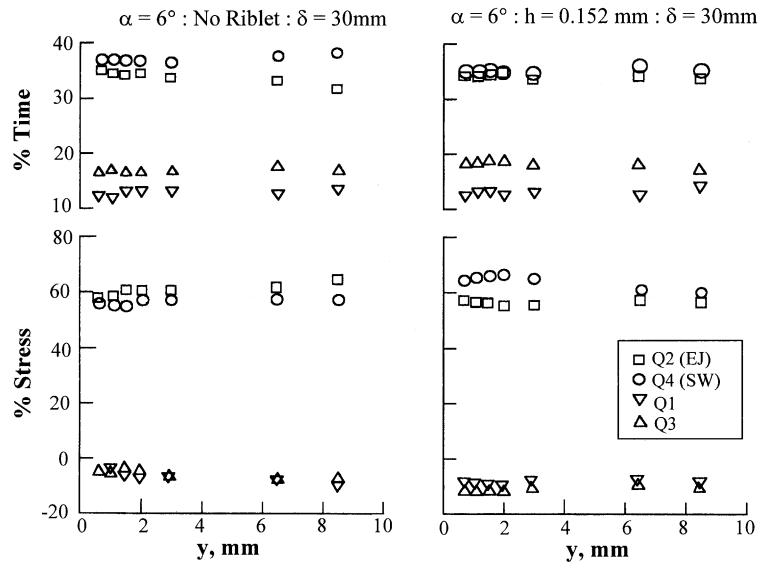 α = 6° : No Riblet : δ = 30mm
α = 6° : h = 0.152 mm : δ = 30mm
% Time
40
30
20
10
% Stress
80
60
40
20
0
-20
0 2 4 6 8 10
y, mm
Q2 (EJ)
Q4 (SW)
Q1
Q3
0 2 4 6 8 10
y, mm